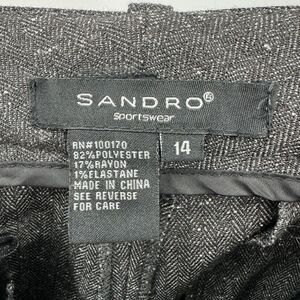 SANDRO®
sportswear
RN#100170
82%POLYESTER
17%RAYON
1%ELASTANE
MADE IN CHINA
SEE REVERSE
FOR CARE
14